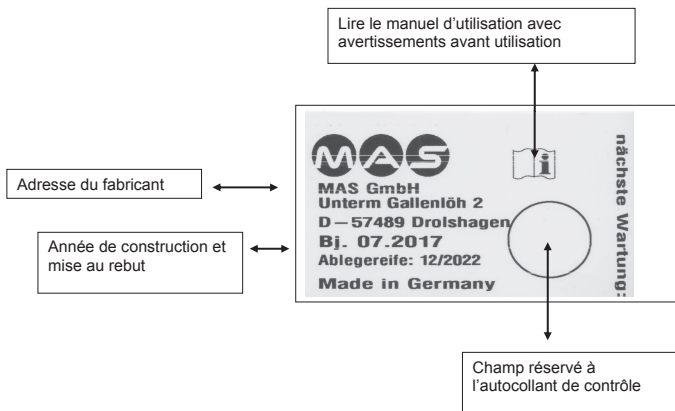 Lire le manuel d'utilisation avec
avertissements avant utilisation
MAS
nächste Wartung:
Adresse du fabricant
MAS GmbH
Unterm Gallenlöh 2
D – 57489 Drolshagen
Année de construction et
mise au rebut
Bj. 07.2017
Ablegereife: 12/2022
Made in Germany
Champ réservé à
l'autocollant de contrôle